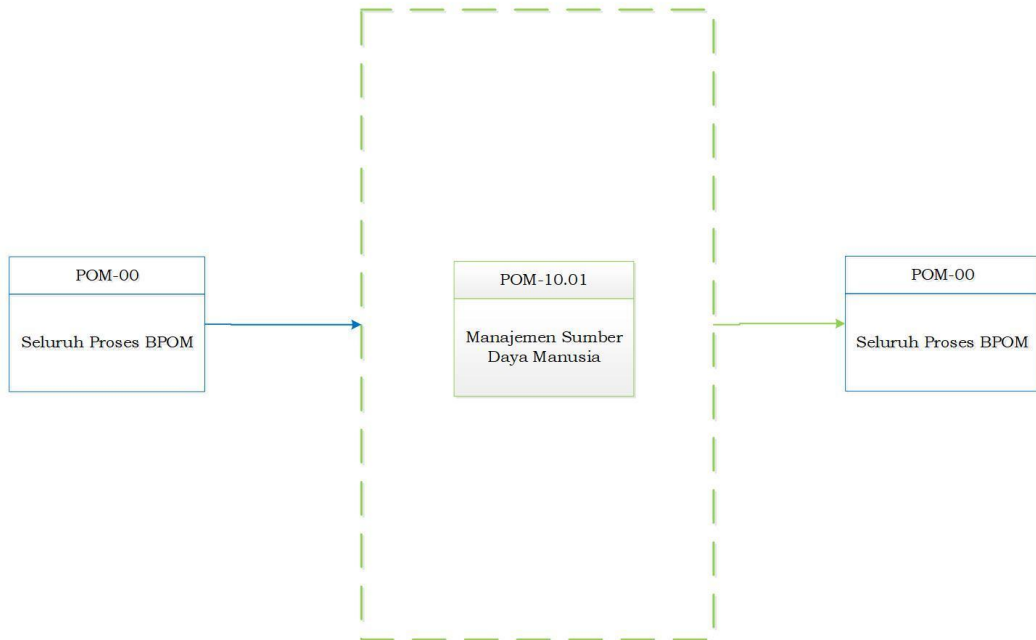 POM-00
Seluruh Proses BPOM
POM-10.01
Manajemen Sumber
Daya Manusia
POM-00
Seluruh Proses BPOM